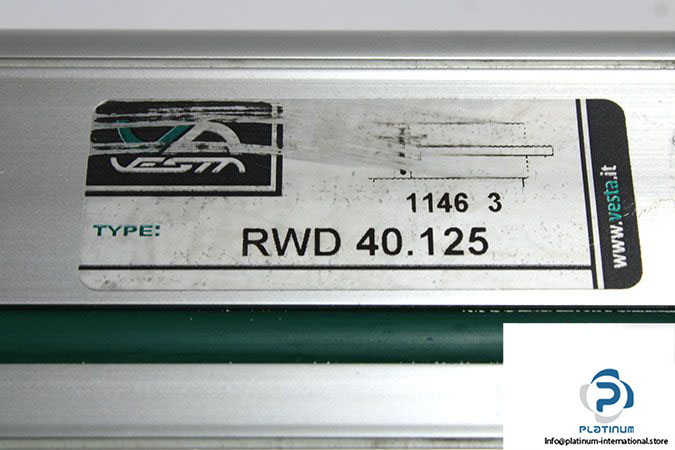 VESTA
1146 3
TYPE:
RWD 40.125
www.vesta.it
PLATINUM
Info@platinum-international.store